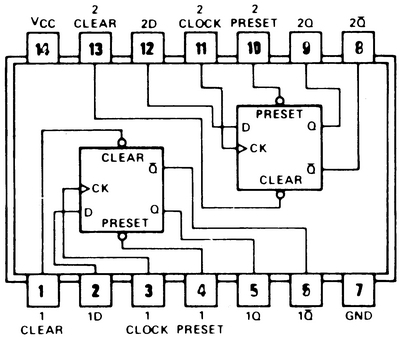 2 2 2
VCC CLEAR 2D CLOCK PRESET 2Q 2Q̅
14 13 12 11 10 9 8
PRESET
D Q
CK
Q̅
CLEAR
CLEAR
Q̅
CK
D Q
PRESET
1 2 3 4 5 6 7
1 1D 1 1 1Q 1Q̅ GND
CLEAR CLOCK PRESET